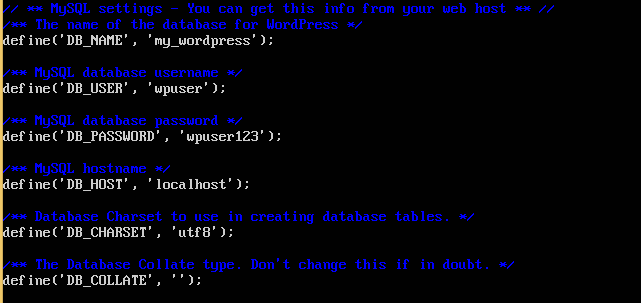 // ** MySQL settings - You can get this info from your web host ** //
/** The name of the database for WordPress */
define('DB_NAME', 'my_wordpress');
/** MySQL database username */
define('DB_USER', 'wpuser');
/** MySQL database password */
define('DB_PASSWORD', 'wpuser123');
/** MySQL hostname */
define('DB_HOST', 'localhost');
/** Database Charset to use in creating database tables. */
define('DB_CHARSET', 'utf8');
/** The Database Collate type. Don't change this if in doubt. */
define('DB_COLLATE', '');